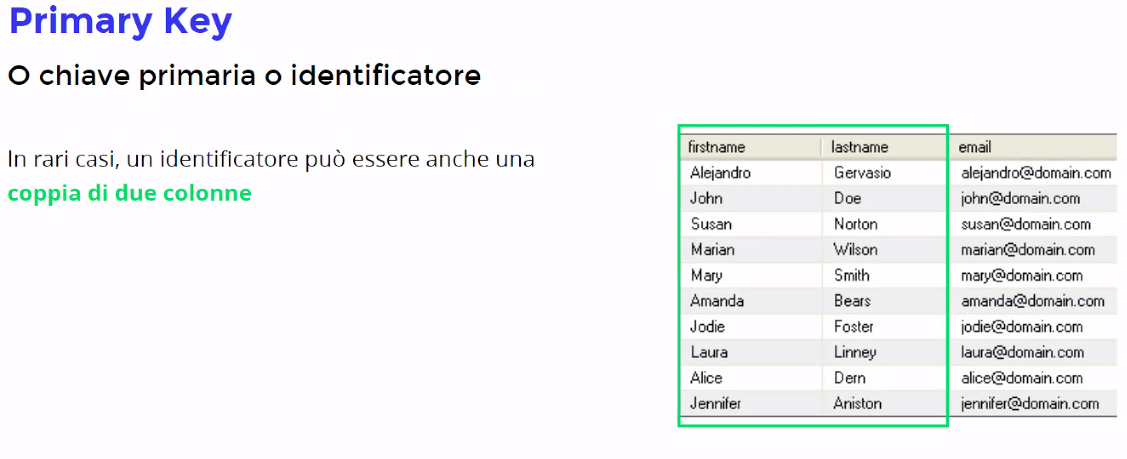 Primary Key
O chiave primaria o identificatore
In rari casi, un identificatore può essere anche una
coppia di due colonne
firstname lastname email
Alejandro Gervasio alejandro@domain.com
John Doe john@domain.com
Susan Norton susan@domain.com
Marian Wilson marian@domain.com
Mary Smith mary@domain.com
Amanda Bears amanda@domain.com
Jodie Foster jodie@domain.com
Laura Linney laura@domain.com
Alice Dern alice@domain.com
Jennifer Aniston jennifer@domain.com